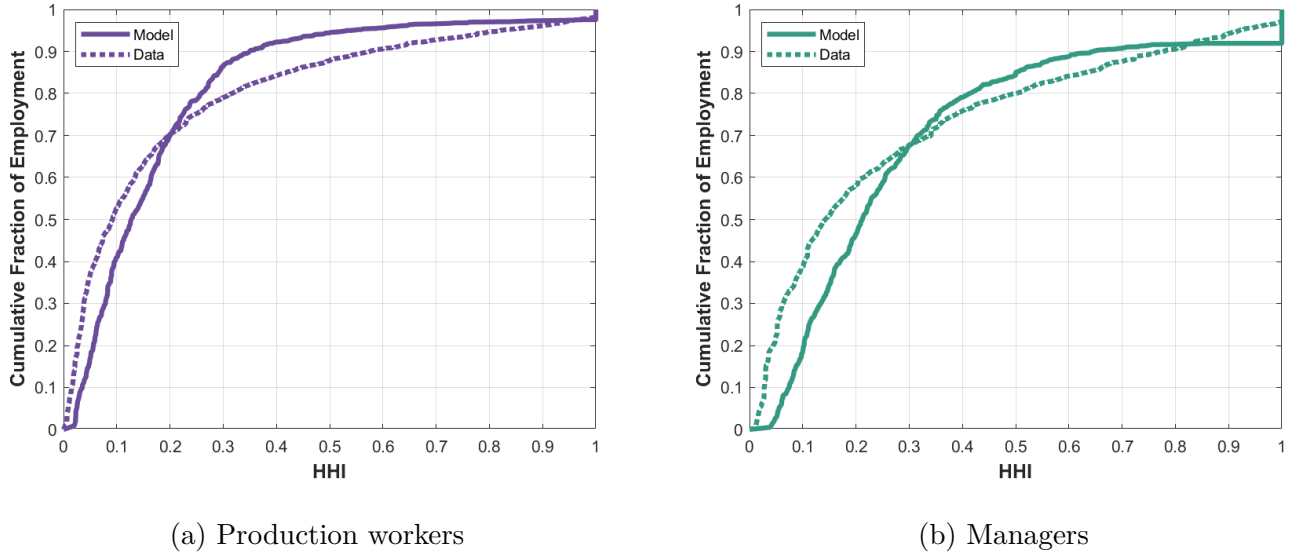 Model
Data
Cumulative Fraction of Employment
1
0.9
0.8
0.7
0.6
0.5
0.4
0.3
0.2
0.1
0
0 0.1 0.2 0.3 0.4 0.5 0.6 0.7 0.8 0.9 1
HHI
(a) Production workers
Model
Data
Cumulative Fraction of Employment
1
0.9
0.8
0.7
0.6
0.5
0.4
0.3
0.2
0.1
0
0 0.1 0.2 0.3 0.4 0.5 0.6 0.7 0.8 0.9 1
HHI
(b) Managers